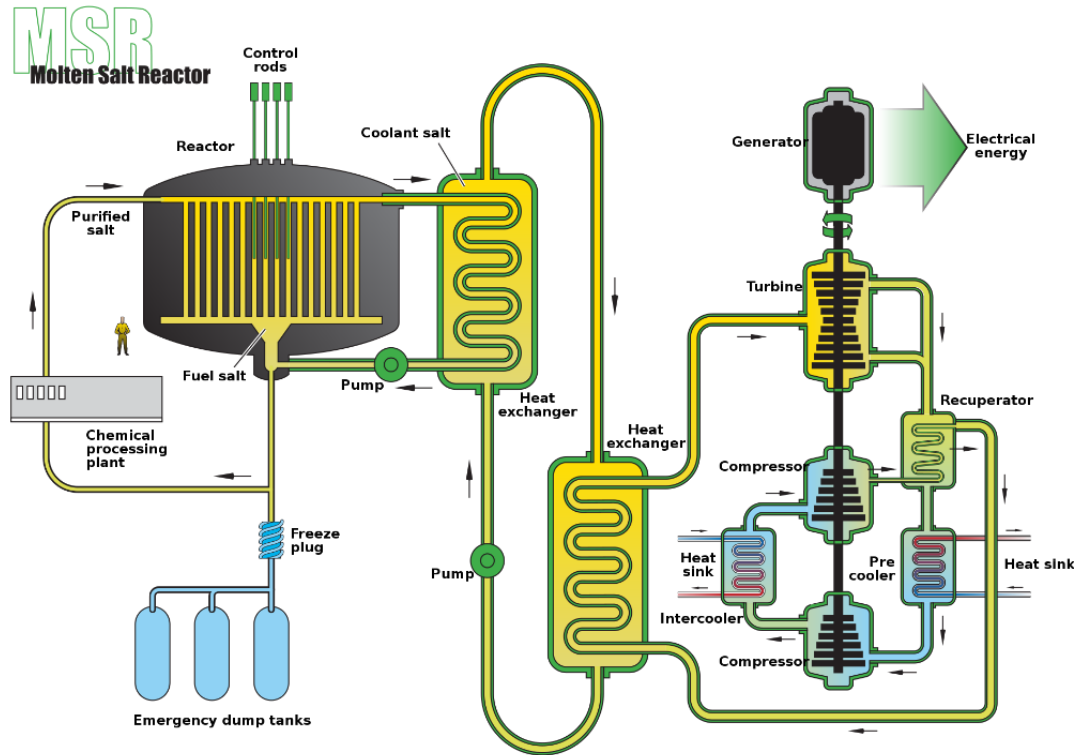 MSR
Molten Salt Reactor
Control
rods
Coolant salt
Reactor
Generator
Electrical
energy
Purified
salt
Turbine
Fuel salt
Pump
Heat
exchanger
Recuperator
Chemical
processing
plant
Heat
exchanger
Compressor
Freeze
plug
Pump
Heat
sink
Pre
cooler
Heat sink
Intercooler
Compressor
Emergency dump tanks